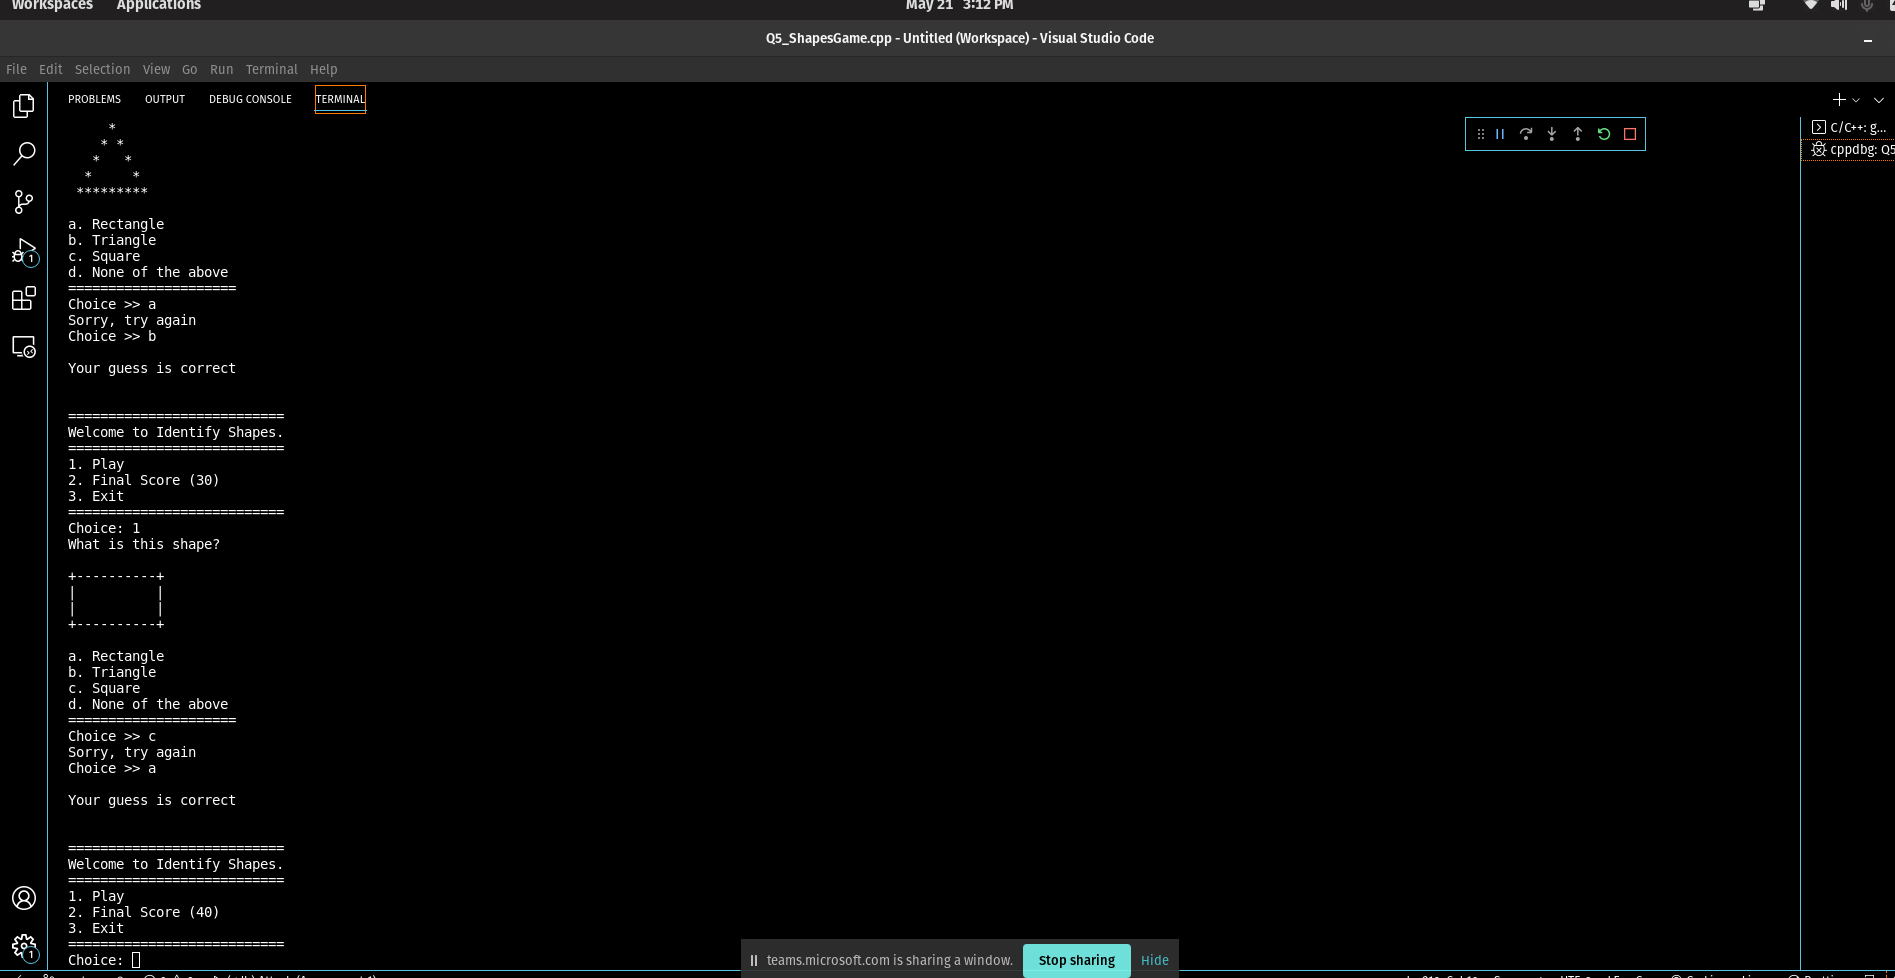 Workspaces Applications May 21 3:12 PM
Q5_ShapesGame.cpp - Untitled (Workspace) - Visual Studio Code
File Edit Selection View Go Run Terminal Help
PROBLEMS OUTPUT DEBUG CONSOLE TERMINAL
C/C++: g...
cppdbg: Q5
*
* *
*   *
*     *
*********
a. Rectangle
b. Triangle
c. Square
d. None of the above
=====================
Choice >> a
Sorry, try again
Choice >> b
Your guess is correct
===========================
Welcome to Identify Shapes.
===========================
1. Play
2. Final Score (30)
3. Exit
===========================
Choice: 1
What is this shape?
+----------+
|          |
|          |
+----------+
a. Rectangle
b. Triangle
c. Square
d. None of the above
=====================
Choice >> c
Sorry, try again
Choice >> a
Your guess is correct
===========================
Welcome to Identify Shapes.
===========================
1. Play
2. Final Score (40)
3. Exit
===========================
Choice:
1
1
teams.microsoft.com is sharing a window. Stop sharing Hide